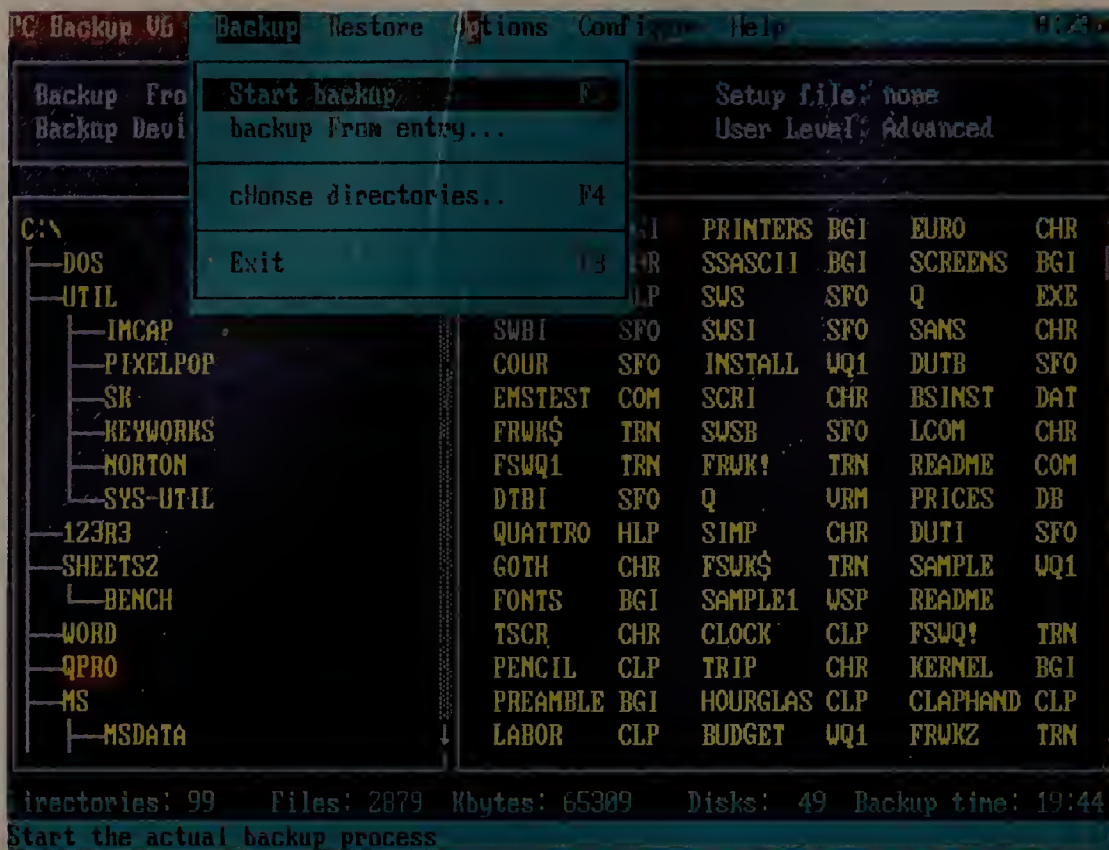 PC Backup V6 Backup Restore Options Configure Help
Backup Fro
Backup Devi
Start backup
backup From entry...
cHoose directories.. F4
Exit
Setup file: none
User Level: Advanced
C:\
DOS
UTIL
IMCAP
PIXELPOP
SK
KEYWORKS
NORTON
SYS-UTIL
123R3
SHEETS2
BENCH
WORD
QPRO
MS
MSDATA
PRINTERS BGI EURO CHR
SSASCII BGI SCREENS BGI
SWS SFO Q EXE
SWBI SFO SWSI SFO SANS CHR
COUR SFO INSTALL WQ1 DUTB SFO
EMSTEST COM SCRI CHR BSINST DAT
FRWK$ TRN SWSB SFO LCOM CHR
FSWQ1 TRN FRWK! TRN README COM
DTBI SFO Q VRM PRICES DB
QUATTRO HLP SIMP CHR DUTI SFO
GOTH CHR FSWK$ TRN SAMPLE WQ1
FONTS BGI SAMPLE1 WSP README
TSCR CHR CLOCK CLP FSWQ! TRN
PENCIL CLP TRIP CHR KERNEL BGI
PREAMBLE BGI HOURGLAS CLP CLAPHAND CLP
LABOR CLP BUDGET WQ1 FRWKZ TRN
irectories: 99 Files: 2879 Kbytes: 65309 Disks: 49 Backup time: 19:44
Start the actual backup process